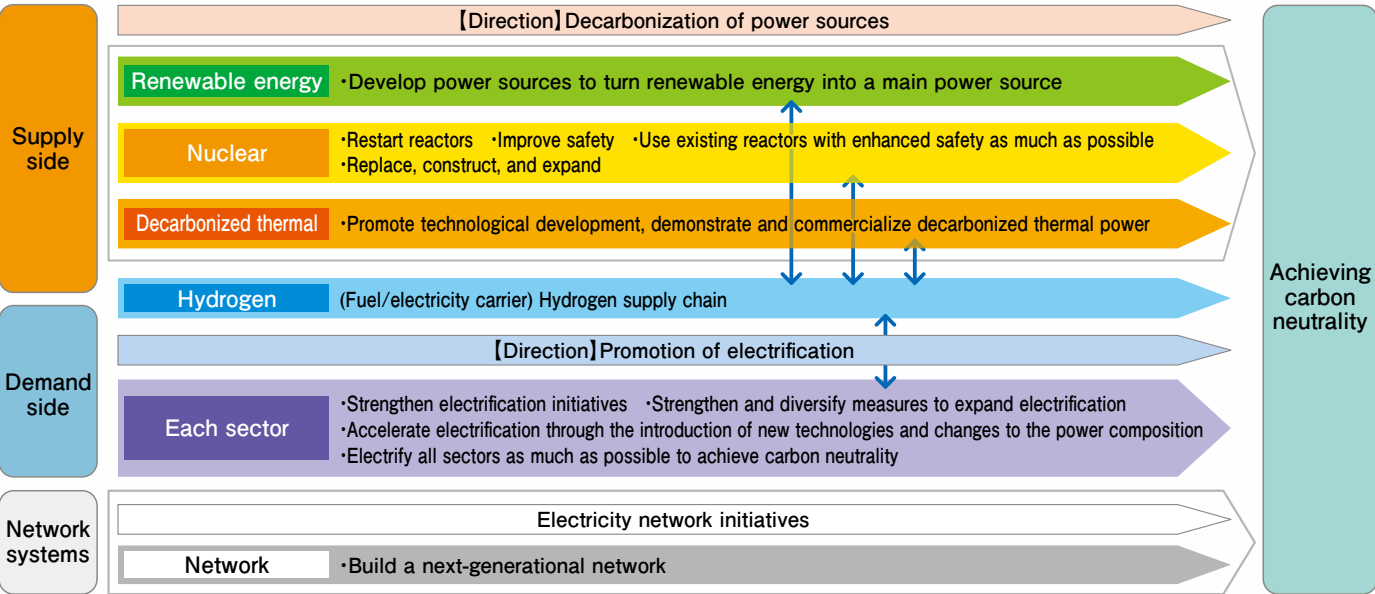 【Direction】Decarbonization of power sources
Supply
side
Renewable energy
・Develop power sources to turn renewable energy into a main power source
Nuclear
・Restart reactors ・Improve safety ・Use existing reactors with enhanced safety as much as possible
・Replace, construct, and expand
Decarbonized thermal
・Promote technological development, demonstrate and commercialize decarbonized thermal power
Hydrogen
(Fuel/electricity carrier) Hydrogen supply chain
Demand
side
【Direction】Promotion of electrification
Each sector
・Strengthen electrification initiatives ・Strengthen and diversify measures to expand electrification
・Accelerate electrification through the introduction of new technologies and changes to the power composition
・Electrify all sectors as much as possible to achieve carbon neutrality
Network
systems
Electricity network initiatives
Network
・Build a next-generational network
Achieving
carbon
neutrality